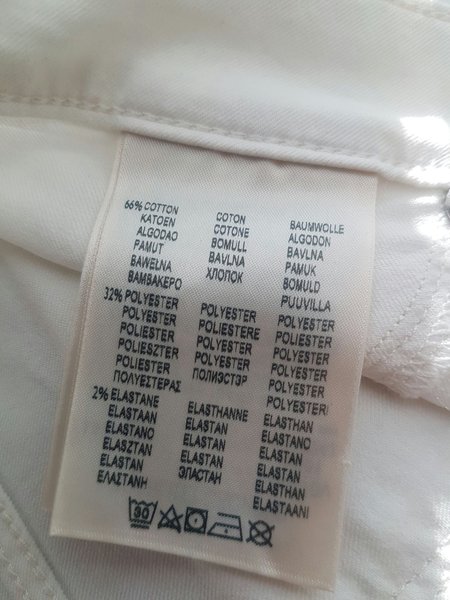 66% COTTON COTON BAUMWOLLE
KATOEN COTONE ALGODON
ALGODAO BOMULL BAVLNA
PAMUT BAVLNA PAMUK
BAWEŁNA ХЛОПОК BOMULD
ΒΑΜΒΑΚΕΡΟ PUUVILLA
32% POLYESTER POLYESTER POLYESTER
POLYESTER POLIESTERE POLYESTER
POLIESTER POLYESTER POLYESTER
POLIESZTER POLYESTER POLYESTER
POLIESTER ПОЛИЭСТЭР POLYESTER
ΠΟΛΥΕΣΤΕΡΑΣ POLYESTERI
2% ELASTANE ELASTHANNE ELASTHAN
ELASTAAN ELASTAN ELASTANO
ELASTANO ELASTAN ELASTAN
ELASZTAN ELASTAN ELASTAN
ELASTAN ЭЛАСТАН ELASTHAN
ΕΛΑΣΤΑΝΗ ELASTAANI
30